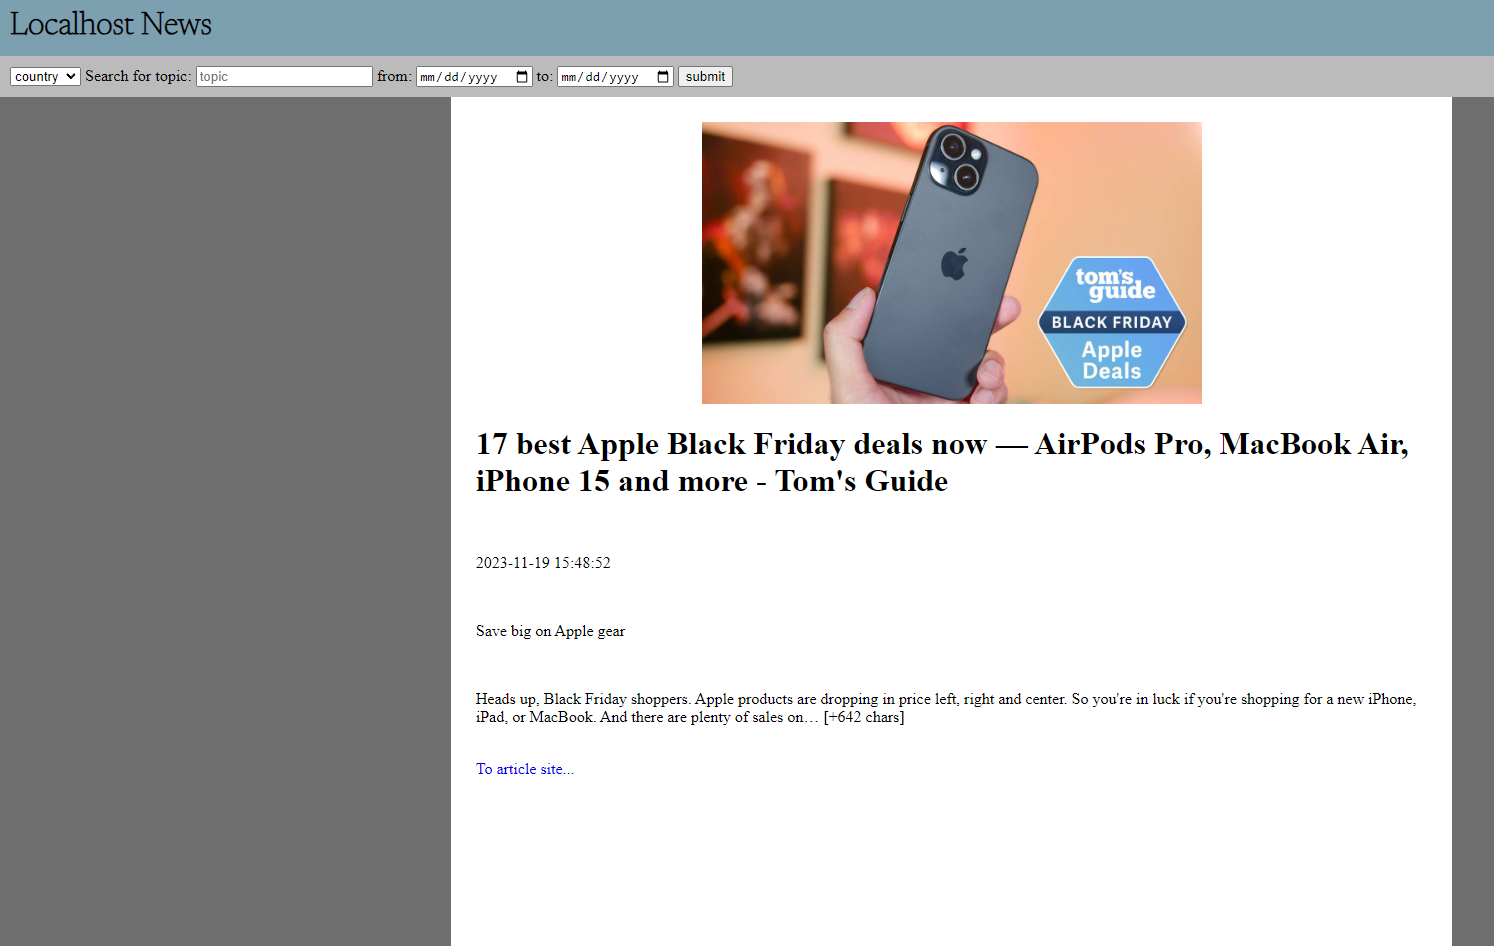 Localhost News
country Search for topic: topic from: mm/dd/yyyy to: mm/dd/yyyy submit
tom's
guide
BLACK FRIDAY
Apple
Deals
17 best Apple Black Friday deals now — AirPods Pro, MacBook Air,
iPhone 15 and more - Tom's Guide
2023-11-19 15:48:52
Save big on Apple gear
Heads up, Black Friday shoppers. Apple products are dropping in price left, right and center. So you're in luck if you're shopping for a new iPhone,
iPad, or MacBook. And there are plenty of sales on… [+642 chars]
To article site...